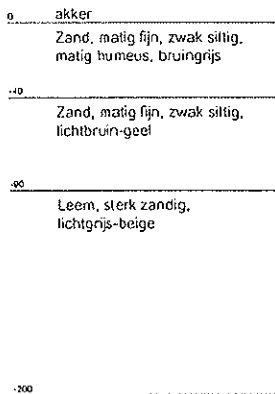 0 akker
Zand, matig fijn, zwak siltig,
matig humeus, bruingrijs
-40
Zand, matig fijn, zwak siltig,
lichtbruin-geel
-90
Leem, sterk zandig,
lichtgrijs-beige
-200